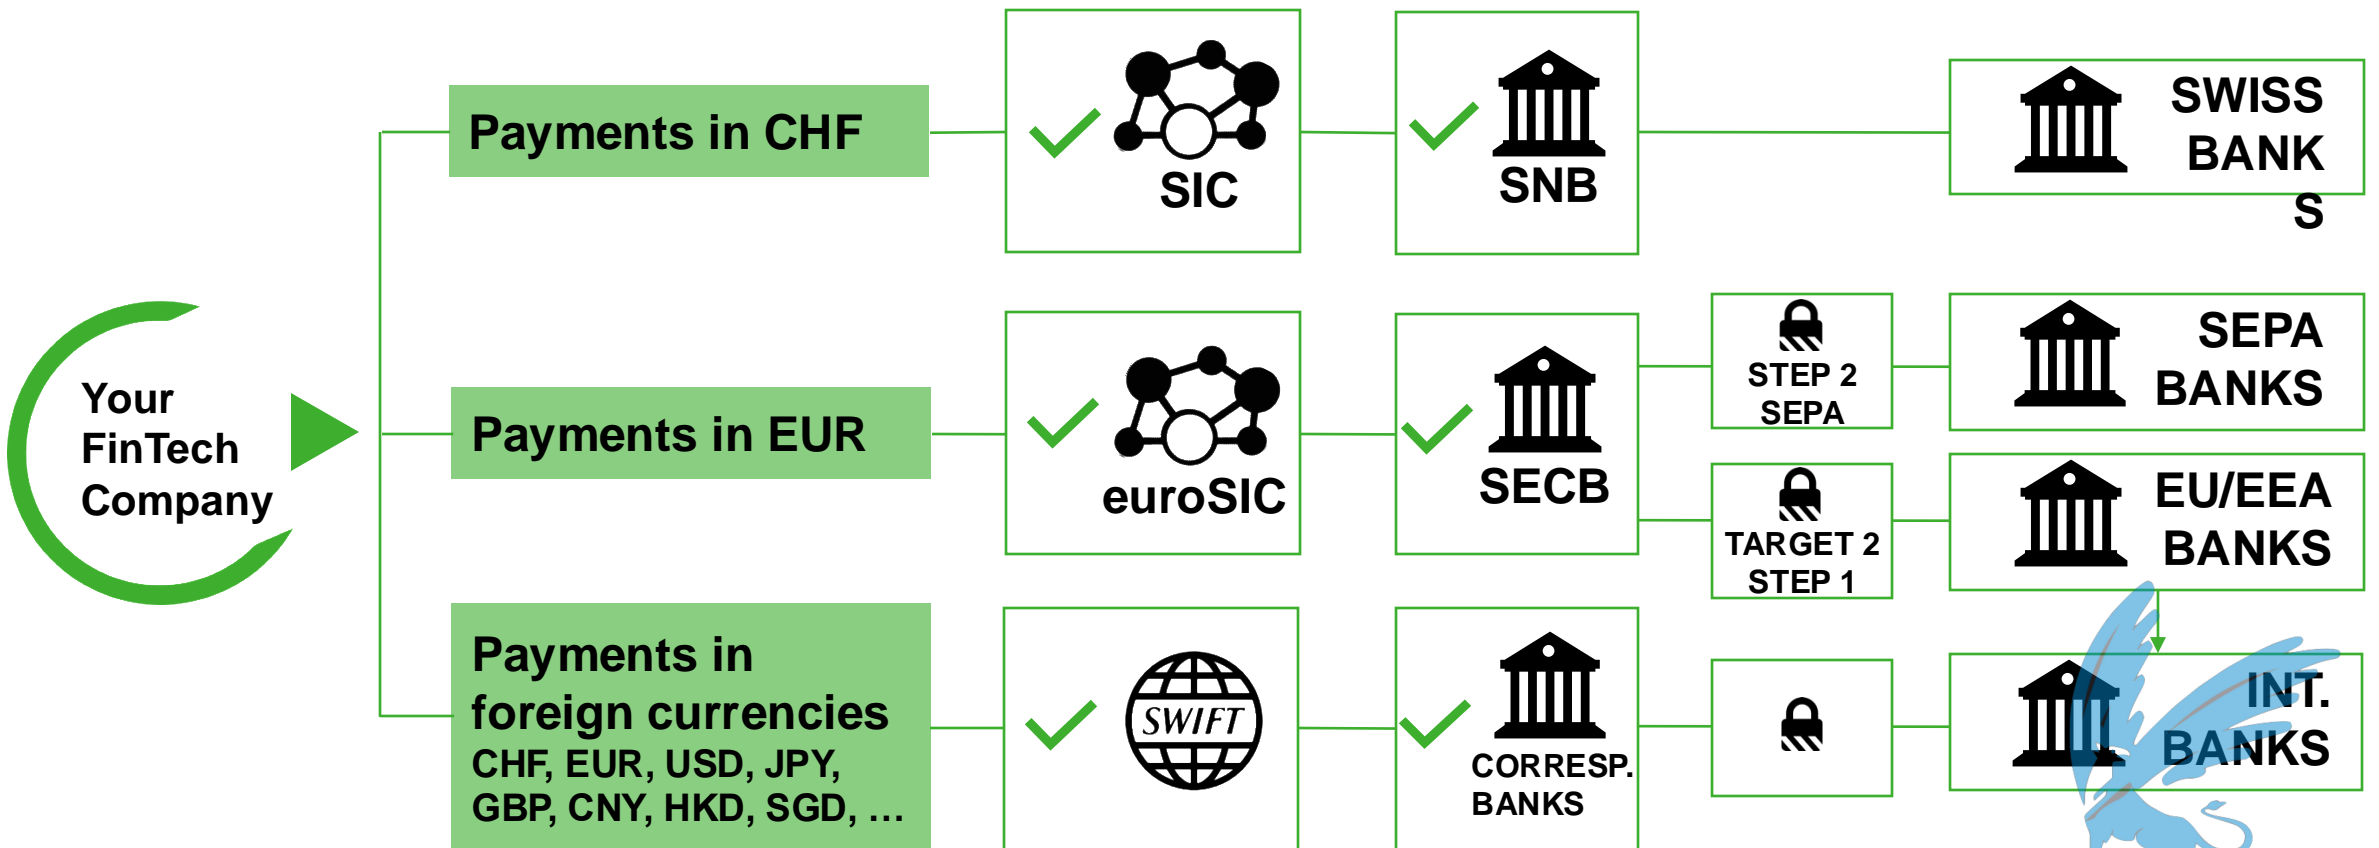 Your
FinTech
Company
Payments in CHF
SIC
SNB
SWISS
BANK
S
Payments in EUR
euroSIC
SECB
STEP 2
SEPA
SEPA
BANKS
TARGET 2
STEP 1
EU/EEA
BANKS
Payments in
foreign currencies
CHF, EUR, USD, JPY,
GBP, CNY, HKD, SGD, …
SWIFT
CORRESP.
BANKS
INT.
BANKS